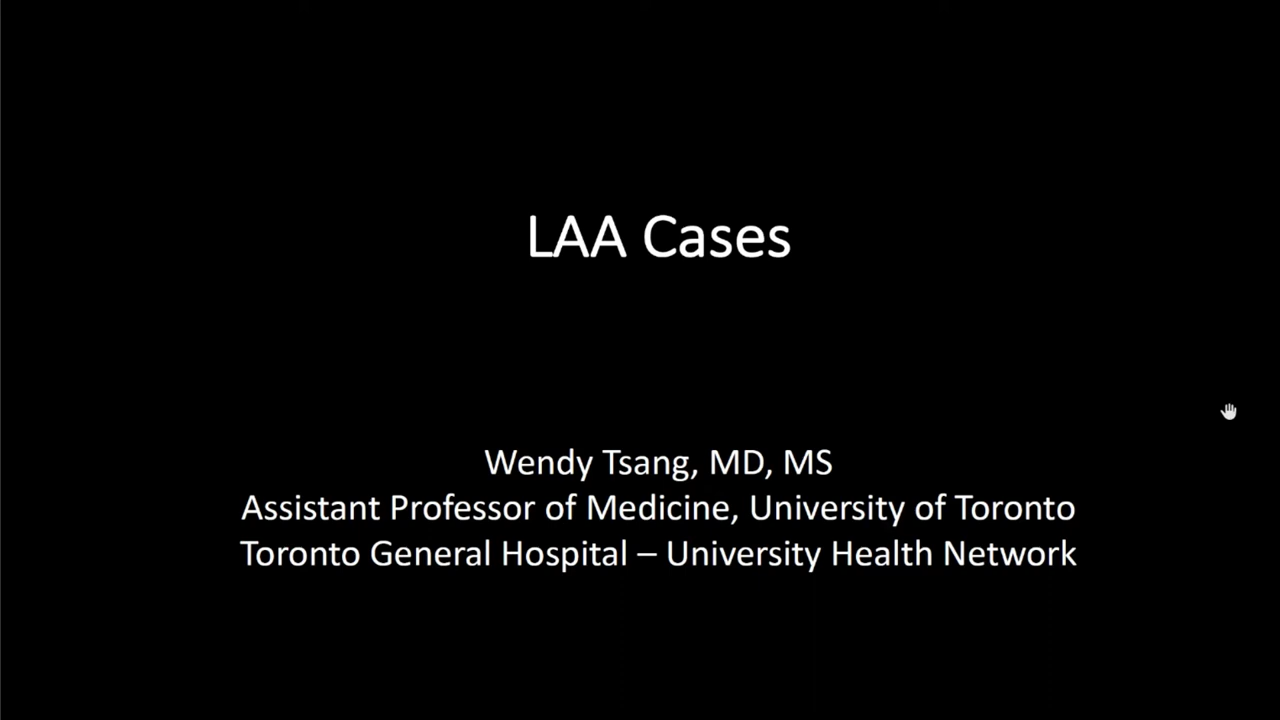 LAA Cases
Wendy Tsang, MD, MS
Assistant Professor of Medicine, University of Toronto
Toronto General Hospital – University Health Network